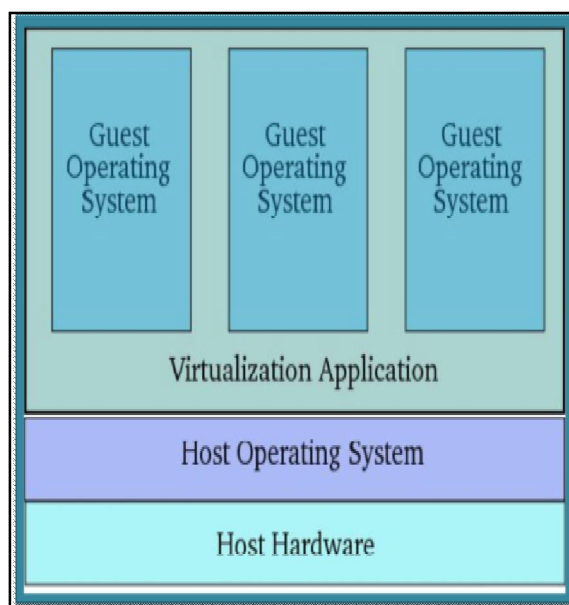 Guest
Operating
System
Guest
Operating
System
Guest
Operating
System
Virtualization Application
Host Operating System
Host Hardware